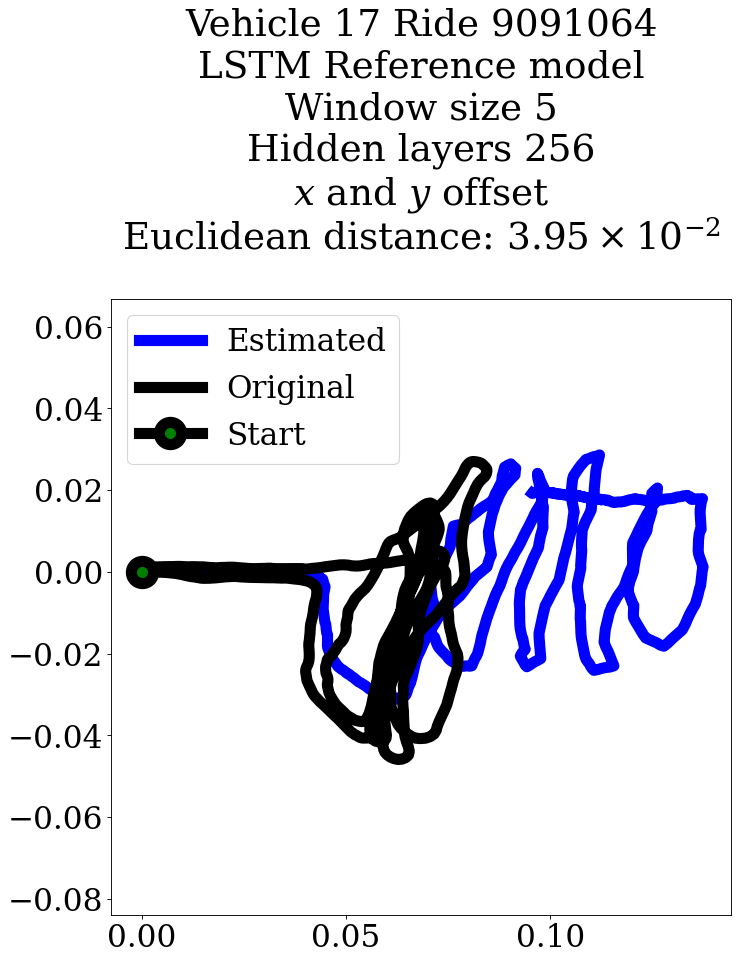 Vehicle 17 Ride 9091064
LSTM Reference model
Window size 5
Hidden layers 256
x and y offset
Euclidean distance: 3.95 × 10⁻²
Estimated
Original
Start
0.06
0.04
0.02
0.00
−0.02
−0.04
−0.06
−0.08
0.00 0.05 0.10